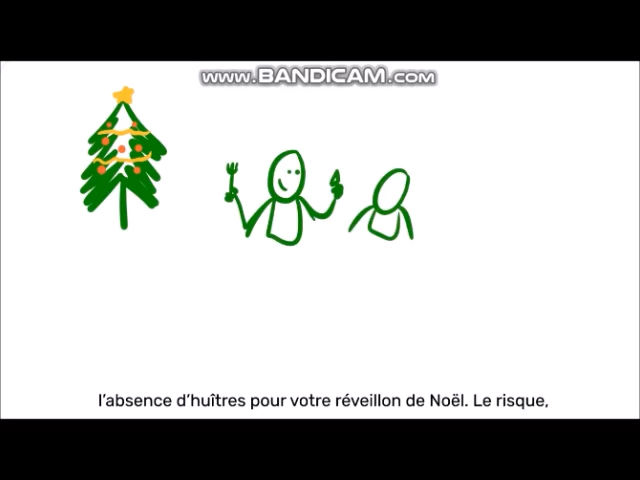 www.BANDICAM.com
l'absence d'huîtres pour votre réveillon de Noël. Le risque,